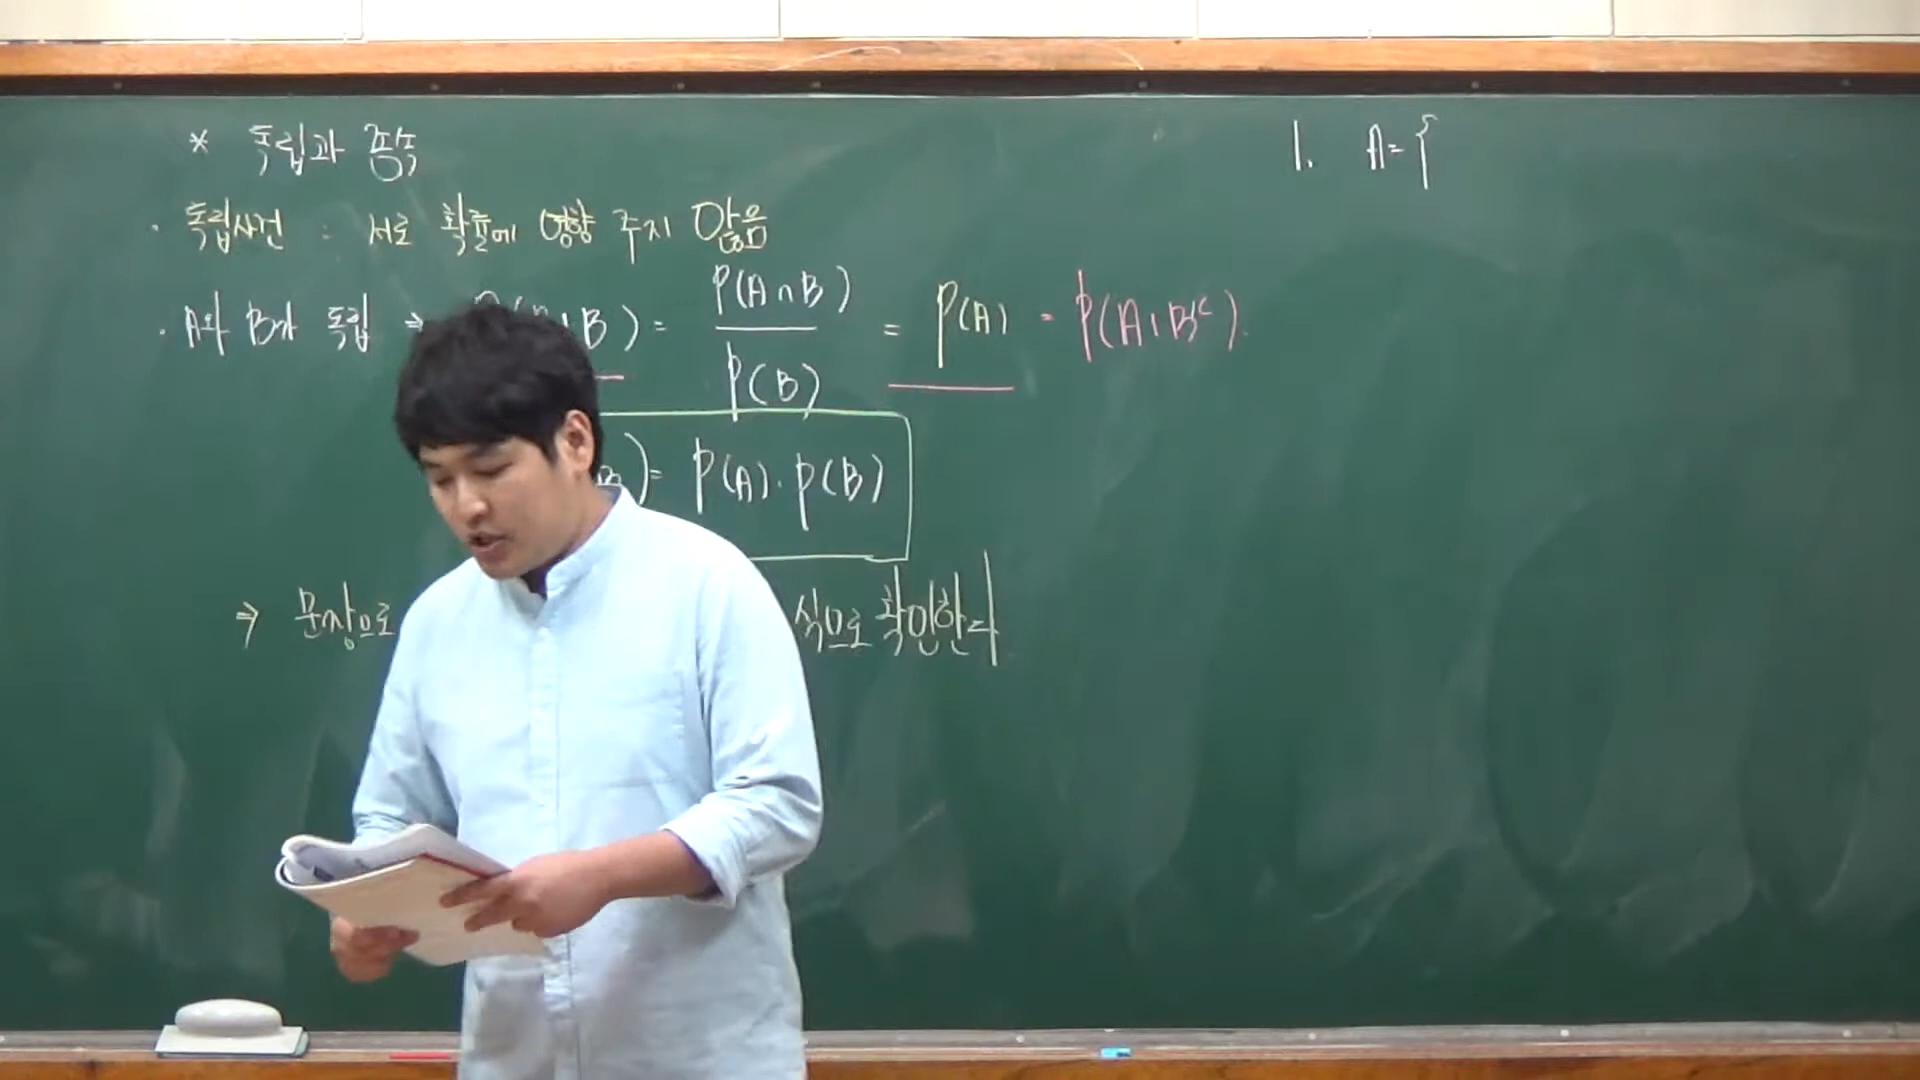 * 독립과 종속
· 독립사건 : 서로 확률에 영향 주지 않음
· A와 B가 독립 ⇒ B) = P(A∩B) / P(B) = P(A) = P(A|Bᶜ).
B) = P(A)·P(B)
⇒ 문장으로 식으로 확인한다
1. A={